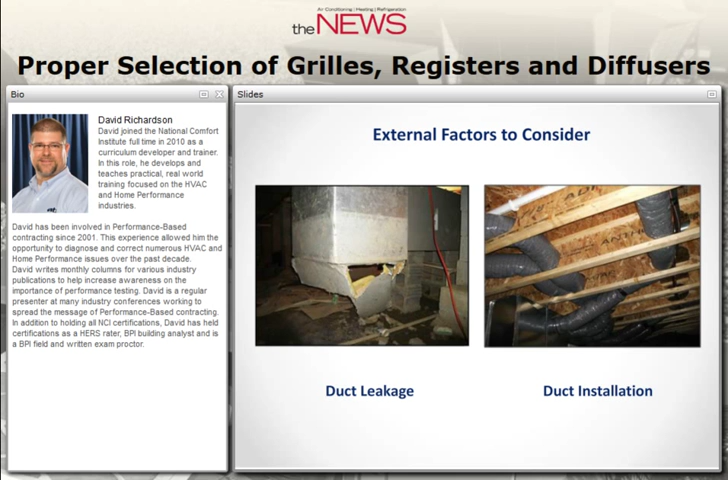 Air Conditioning | Heating | Refrigeration
the NEWS
Proper Selection of Grilles, Registers and Diffusers
Bio
David Richardson
David joined the National Comfort
Institute full time in 2010 as a
curriculum developer and trainer.
In this role, he develops and
teaches practical, real world
training focused on the HVAC
and Home Performance
industries.
David has been involved in Performance-Based
contracting since 2001. This experience allowed him the
opportunity to diagnose and correct numerous HVAC and
Home Performance issues over the past decade.
David writes monthly columns for various industry
publications to help increase awareness on the
importance of performance testing. David is a regular
presenter at many industry conferences working to
spread the message of Performance-Based contracting.
In addition to holding all NCI certifications, David has held
certifications as a HERS rater, BPI building analyst and is
a BPI field and written exam proctor.
Slides
External Factors to Consider
Duct Leakage
Duct Installation